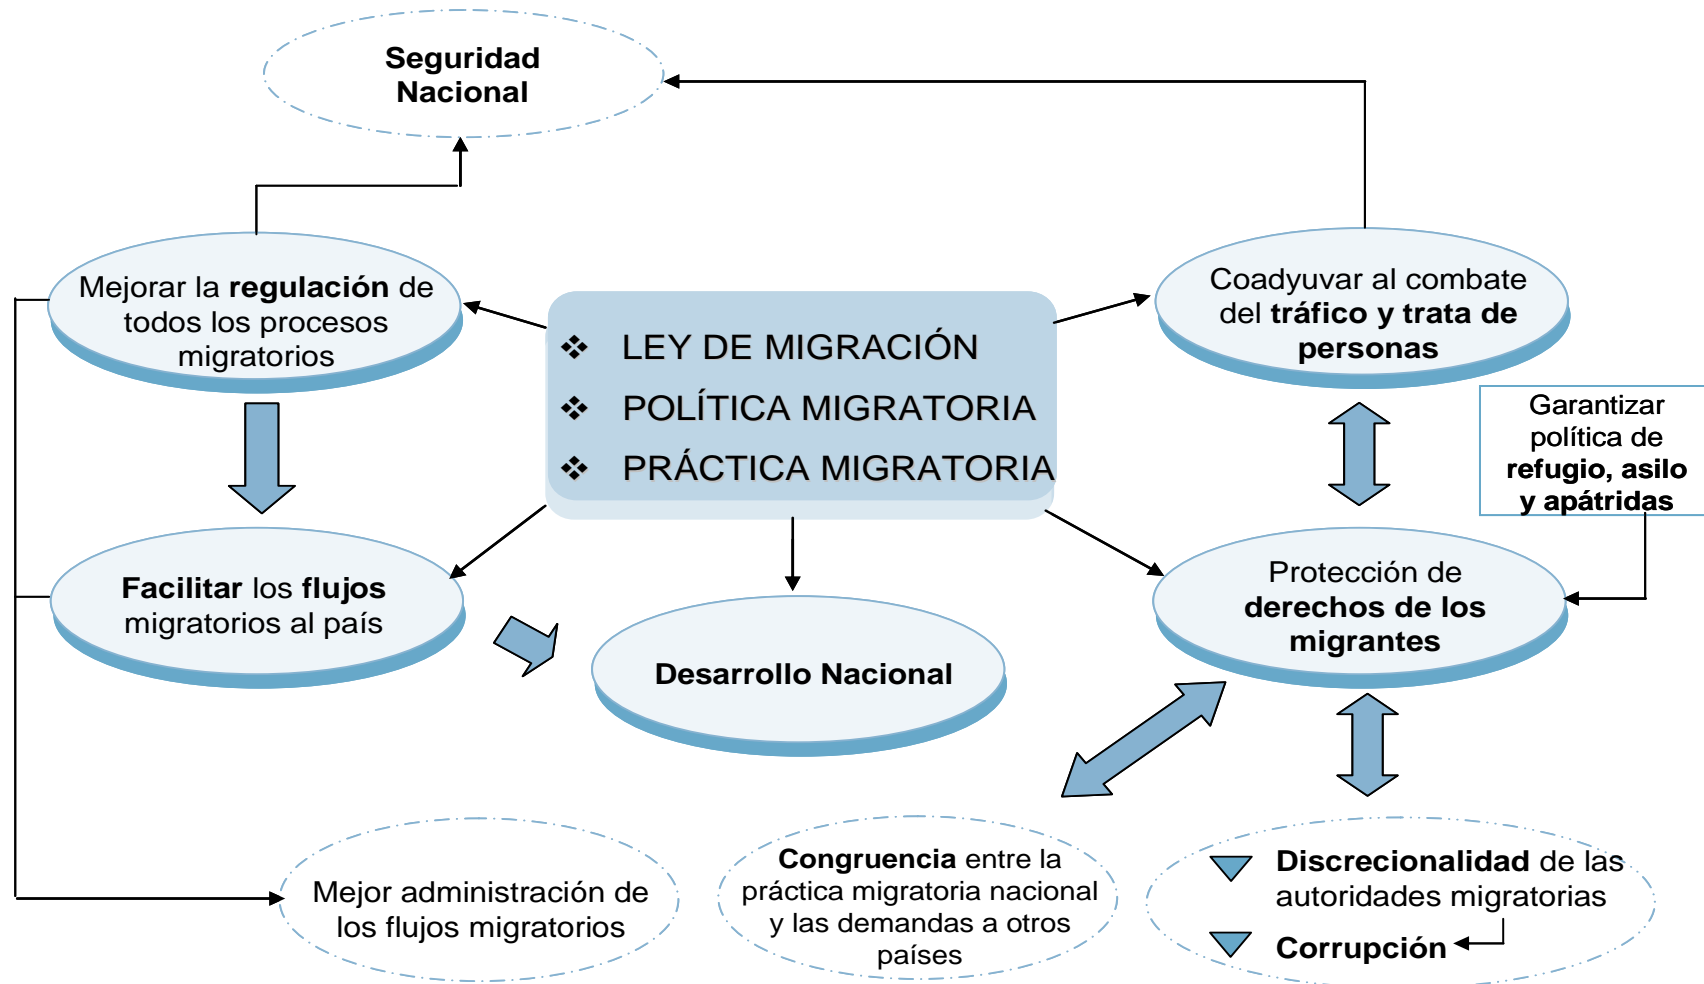 Seguridad
Nacional
Mejorar la regulación de
todos los procesos
migratorios
❖ LEY DE MIGRACIÓN
❖ POLÍTICA MIGRATORIA
❖ PRÁCTICA MIGRATORIA
Coadyuvar al combate
del tráfico y trata de
personas
Garantizar
política de
refugio, asilo
y apátridas
Facilitar los flujos
migratorios al país
Desarrollo Nacional
Protección de
derechos de los
migrantes
Mejor administración de
los flujos migratorios
Congruencia entre la
práctica migratoria nacional
y las demandas a otros
países
Discrecionalidad de las
autoridades migratorias
Corrupción